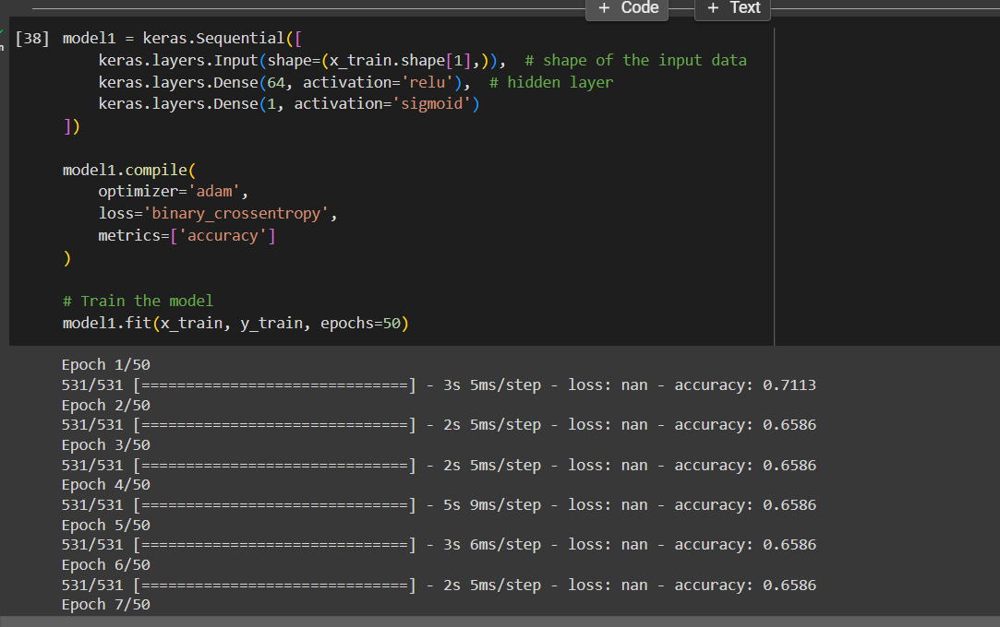 + Code + Text
[38] model1 = keras.Sequential([
keras.layers.Input(shape=(x_train.shape[1],)), # shape of the input data
keras.layers.Dense(64, activation='relu'), # hidden layer
keras.layers.Dense(1, activation='sigmoid')
])
model1.compile(
optimizer='adam',
loss='binary_crossentropy',
metrics=['accuracy']
)
# Train the model
model1.fit(x_train, y_train, epochs=50)
Epoch 1/50
531/531 [==============================] - 3s 5ms/step - loss: nan - accuracy: 0.7113
Epoch 2/50
531/531 [==============================] - 2s 5ms/step - loss: nan - accuracy: 0.6586
Epoch 3/50
531/531 [==============================] - 2s 5ms/step - loss: nan - accuracy: 0.6586
Epoch 4/50
531/531 [==============================] - 5s 9ms/step - loss: nan - accuracy: 0.6586
Epoch 5/50
531/531 [==============================] - 3s 6ms/step - loss: nan - accuracy: 0.6586
Epoch 6/50
531/531 [==============================] - 2s 5ms/step - loss: nan - accuracy: 0.6586
Epoch 7/50